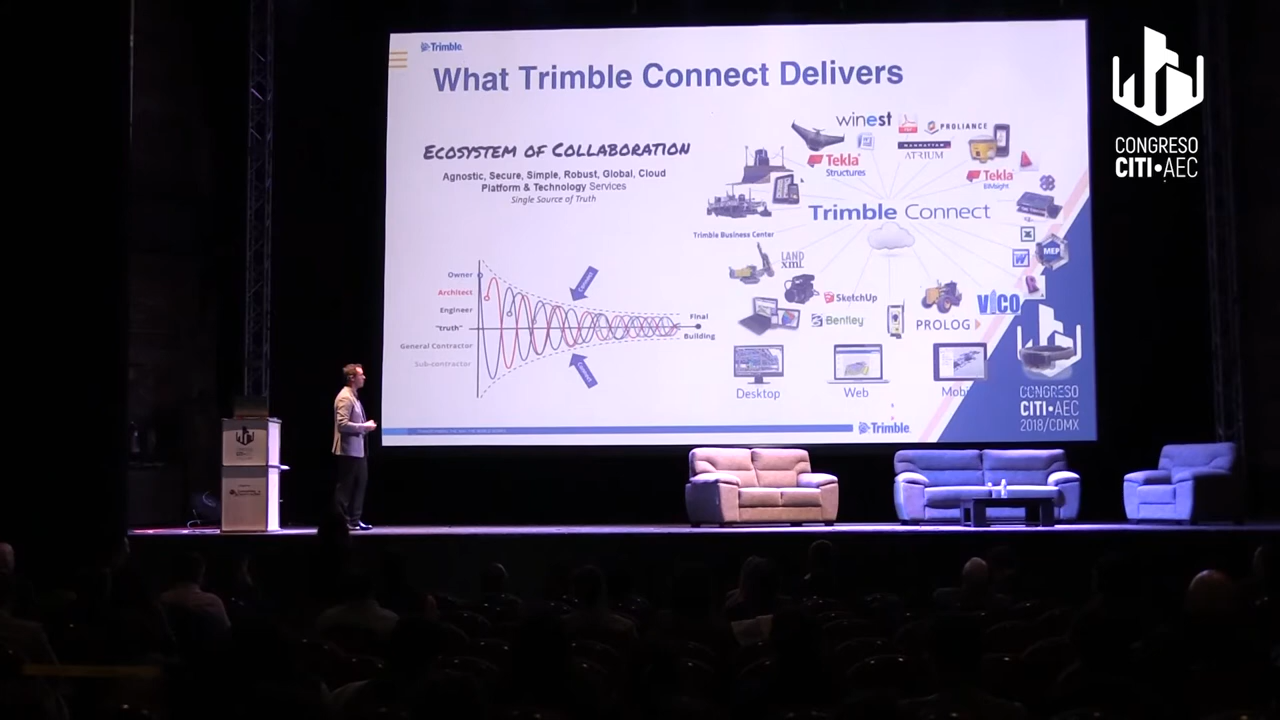 Trimble
What Trimble Connect Delivers
ECOSYSTEM OF COLLABORATION
Agnostic, Secure, Simple, Robust, Global, Cloud
Platform & Technology Services
Single Source of Truth
Owner
Architect
Engineer
"truth"
General Contractor
Sub-contractor
Connect
Connect
Final
Building
winest
PROLIANCE
MANHATTAN
ATRIUM
Tekla
Structures
Tekla
BIMsight
Trimble Connect
Trimble Business Center
LAND
xml
MEP
SketchUp
Bentley
PROLOG
VICO
Desktop
Web
Mobi
Trimble
CONGRESO
CITI•AEC
2018/CDMX
CONGRESO
CITI•AEC